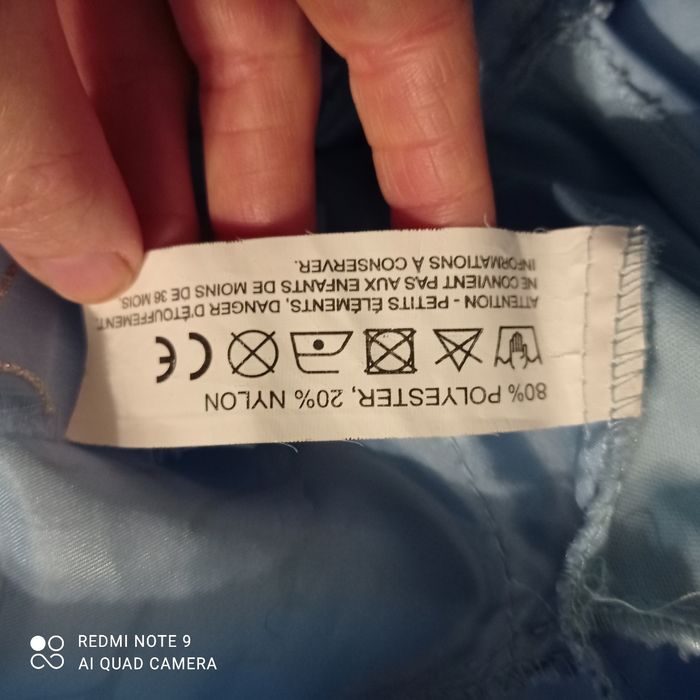 80% POLYESTER, 20% NYLON
CE
ATTENTION - PETITS ÉLÉMENTS, DANGER D'ÉTOUFFEMENT.
NE CONVIENT PAS AUX ENFANTS DE MOINS DE 36 MOIS.
INFORMATIONS À CONSERVER.
REDMI NOTE 9
AI QUAD CAMERA